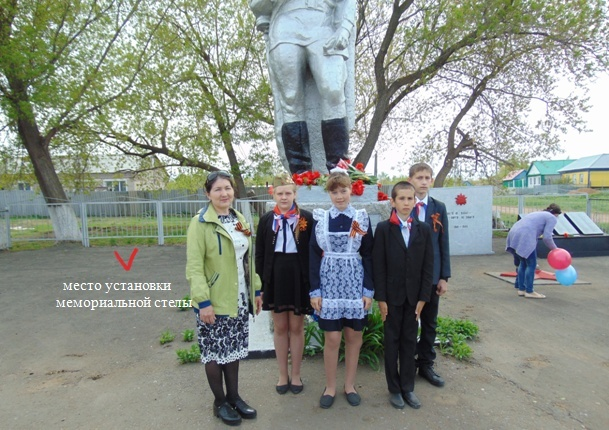 место установки
мемориальной стелы